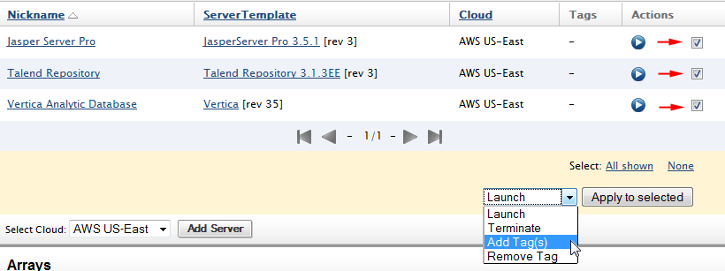 Nickname ServerTemplate Cloud Tags Actions
Jasper Server Pro JasperServer Pro 3.5.1 [rev 3] AWS US-East -
Talend Repository Talend Repository 3.1.3EE [rev 3] AWS US-East -
Vertica Analytic Database Vertica [rev 35] AWS US-East -
- 1/1 -
Select: All shown None
Launch Apply to selected
Launch
Terminate
Add Tag(s)
Remove Tag
Select Cloud: AWS US-East Add Server
Arrays